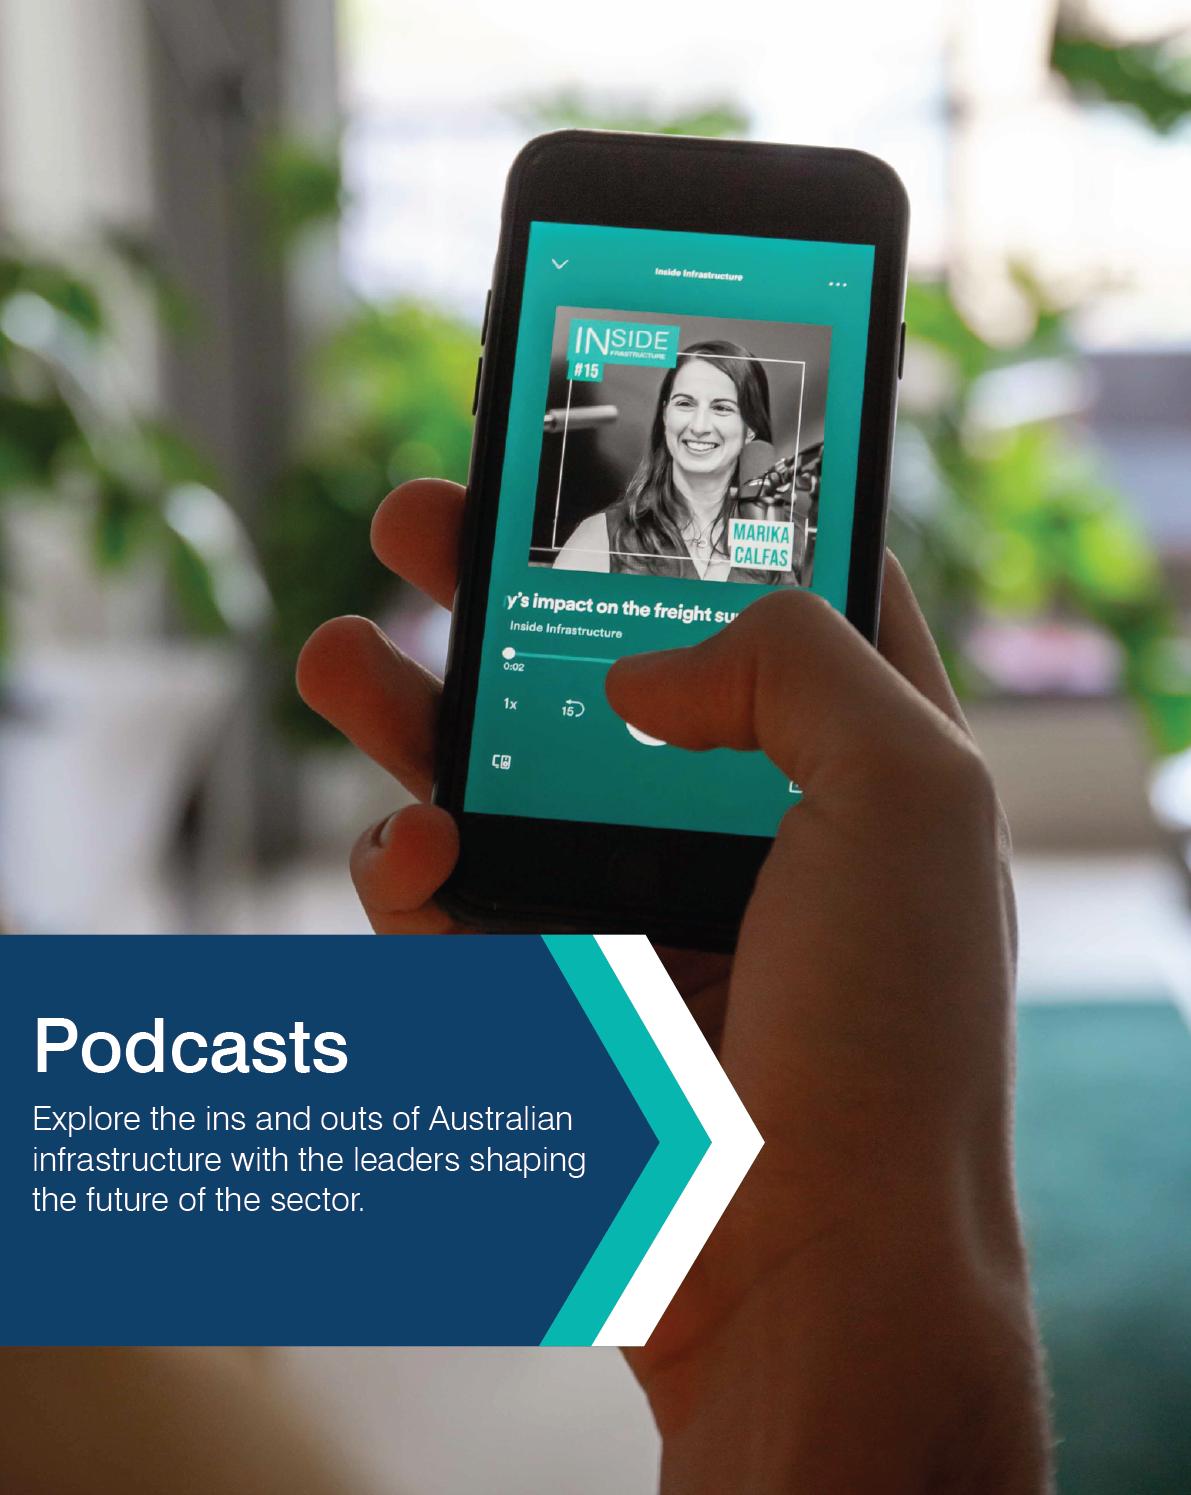 Inside Infrastructure
INSIDE
FRASTRUCTURE
#15
MARIKA
CALFAS
y's impact on the freight su
Inside Infrastructure
0:02
1x
15
Podcasts
Explore the ins and outs of Australian
infrastructure with the leaders shaping
the future of the sector.